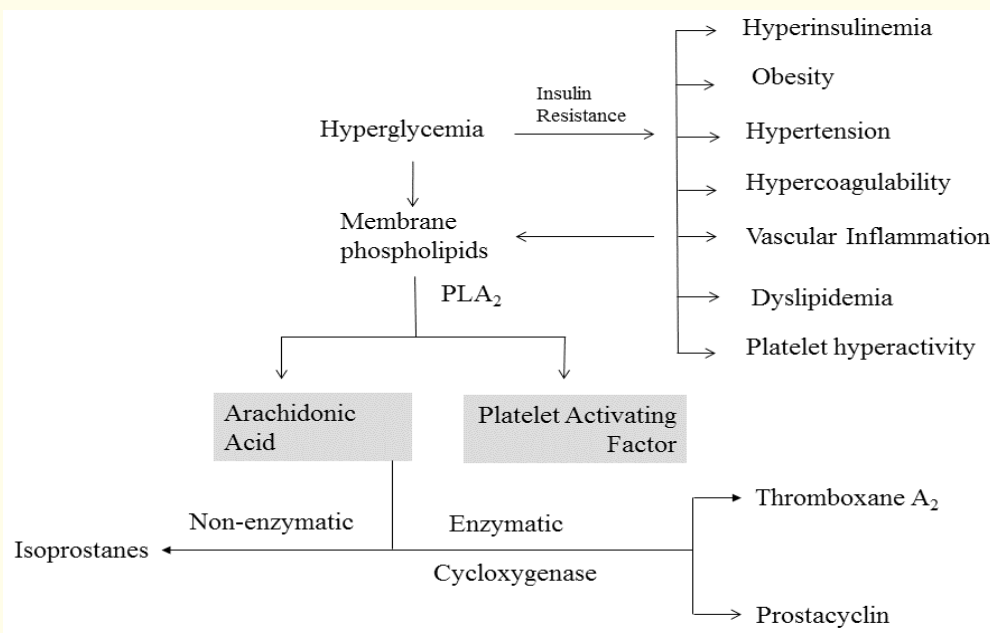 Hyperinsulinemia
Obesity
Insulin
Resistance
Hyperglycemia
Hypertension
Hypercoagulability
Membrane
phospholipids
Vascular Inflammation
PLA₂
Dyslipidemia
Platelet hyperactivity
Arachidonic
Acid
Platelet Activating
Factor
Thromboxane A₂
Non-enzymatic
Enzymatic
Isoprostanes
Cycloxygenase
Prostacyclin